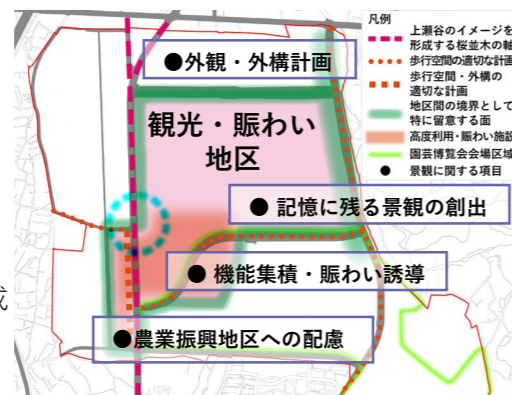 凡例
上瀬谷のイメージを
形成する桜並木の軸
歩行空間の適切な計画
歩行空間・外構の
適切な計画
地区間の境界として
特に留意する面
高度利用・賑わい施設
園芸博覧会会場区域
● 景観に関する項目
●外観・外構計画
観光・賑わい
地区
● 記憶に残る景観の創出
● 機能集積・賑わい誘導
●農業振興地区への配慮